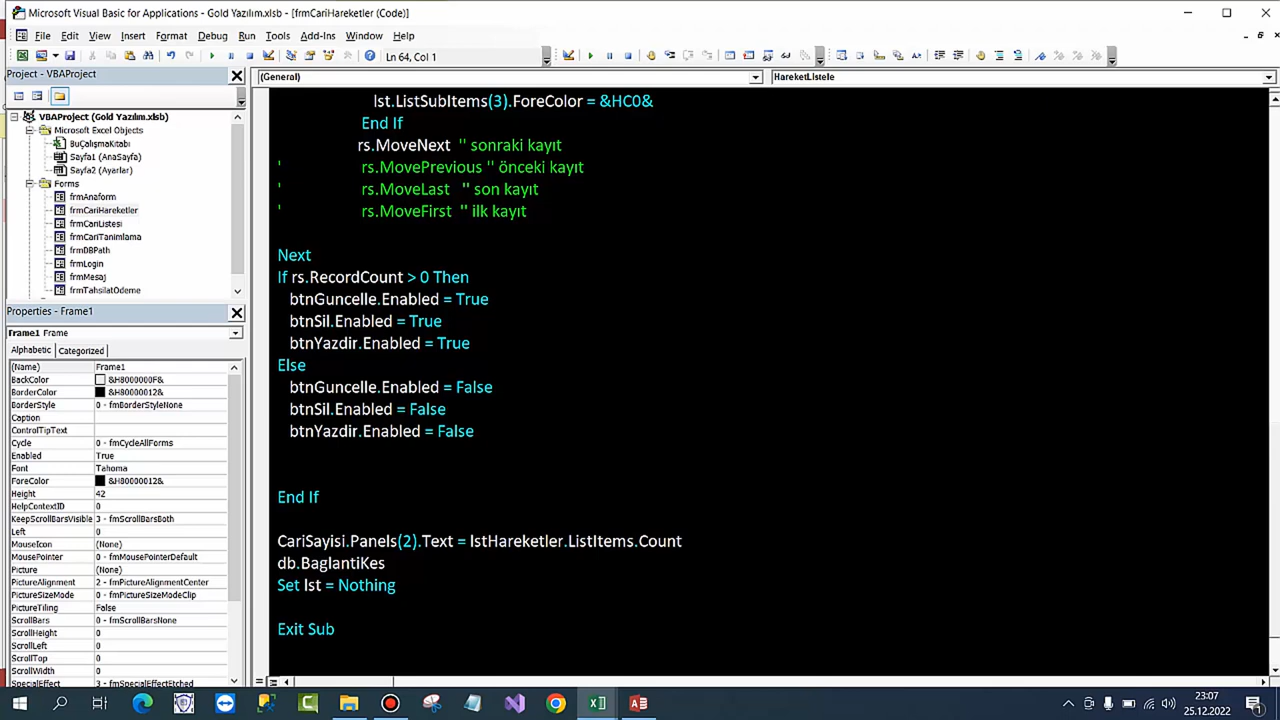 Microsoft Visual Basic for Applications - Gold Yazılım.xlsb - [frmCariHareketler (Code)]
File Edit View Insert Format Debug Run Tools Add-Ins Window Help
Ln 64, Col 1
Project - VBAProject
(General)
HareketListele
VBAProject (Gold Yazılım.xlsb)
Microsoft Excel Objects
BuÇalışmaKitabı
Sayfa1 (AnaSayfa)
Sayfa2 (Ayarlar)
Forms
frmAnaform
frmCariHareketler
frmCariListesi
frmCariTanimlama
frmDBPath
frmLogin
frmMesaj
frmTahsilatOdeme
Properties - Frame1
Frame1 Frame
Alphabetic Categorized
(Name) Frame1
BackColor &H8000000F&
BorderColor &H80000012&
BorderStyle 0 - fmBorderStyleNone
Caption
ControlTipText
Cycle 0 - fmCycleAllForms
Enabled True
Font Tahoma
ForeColor &H80000012&
Height 42
HelpContextID 0
KeepScrollBarsVisible 3 - fmScrollBarsBoth
Left 0
MouseIcon (None)
MousePointer 0 - fmMousePointerDefault
Picture (None)
PictureAlignment 2 - fmPictureAlignmentCenter
PictureSizeMode 0 - fmPictureSizeModeClip
PictureTiling False
ScrollBars 0 - fmScrollBarsNone
ScrollHeight 0
ScrollLeft 0
ScrollTop 0
ScrollWidth 0
SpecialEffect 3 - fmSpecialEffectEtched
lst.ListSubItems(3).ForeColor = &HC0&
End If
rs.MoveNext '' sonraki kayıt
' rs.MovePrevious '' önceki kayıt
' rs.MoveLast '' son kayıt
' rs.MoveFirst '' ilk kayıt
Next
If rs.RecordCount > 0 Then
btnGuncelle.Enabled = True
btnSil.Enabled = True
btnYazdir.Enabled = True
Else
btnGuncelle.Enabled = False
btnSil.Enabled = False
btnYazdir.Enabled = False
End If
CariSayisi.Panels(2).Text = lstHareketler.ListItems.Count
db.BaglantiKes
Set lst = Nothing
Exit Sub
23:07
25.12.2022